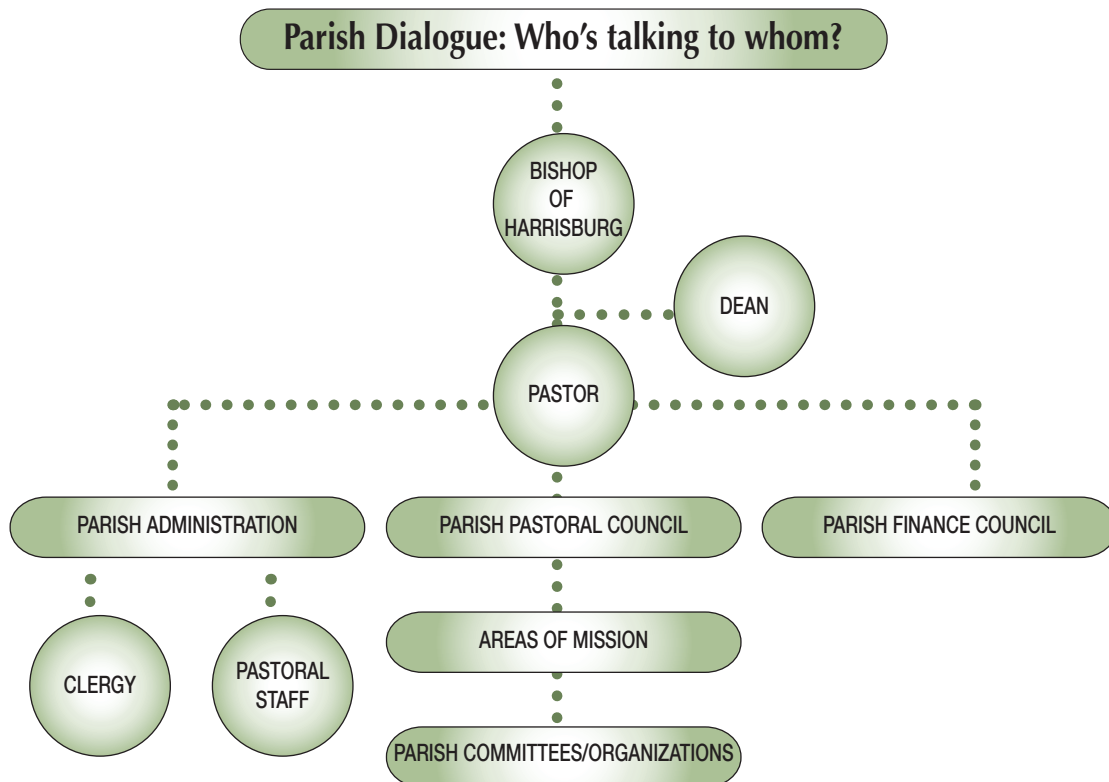 Parish Dialogue: Who's talking to whom?
BISHOP
OF
HARRISBURG
DEAN
PASTOR
PARISH ADMINISTRATION
PARISH PASTORAL COUNCIL
PARISH FINANCE COUNCIL
CLERGY
PASTORAL
STAFF
AREAS OF MISSION
PARISH COMMITTEES/ORGANIZATIONS